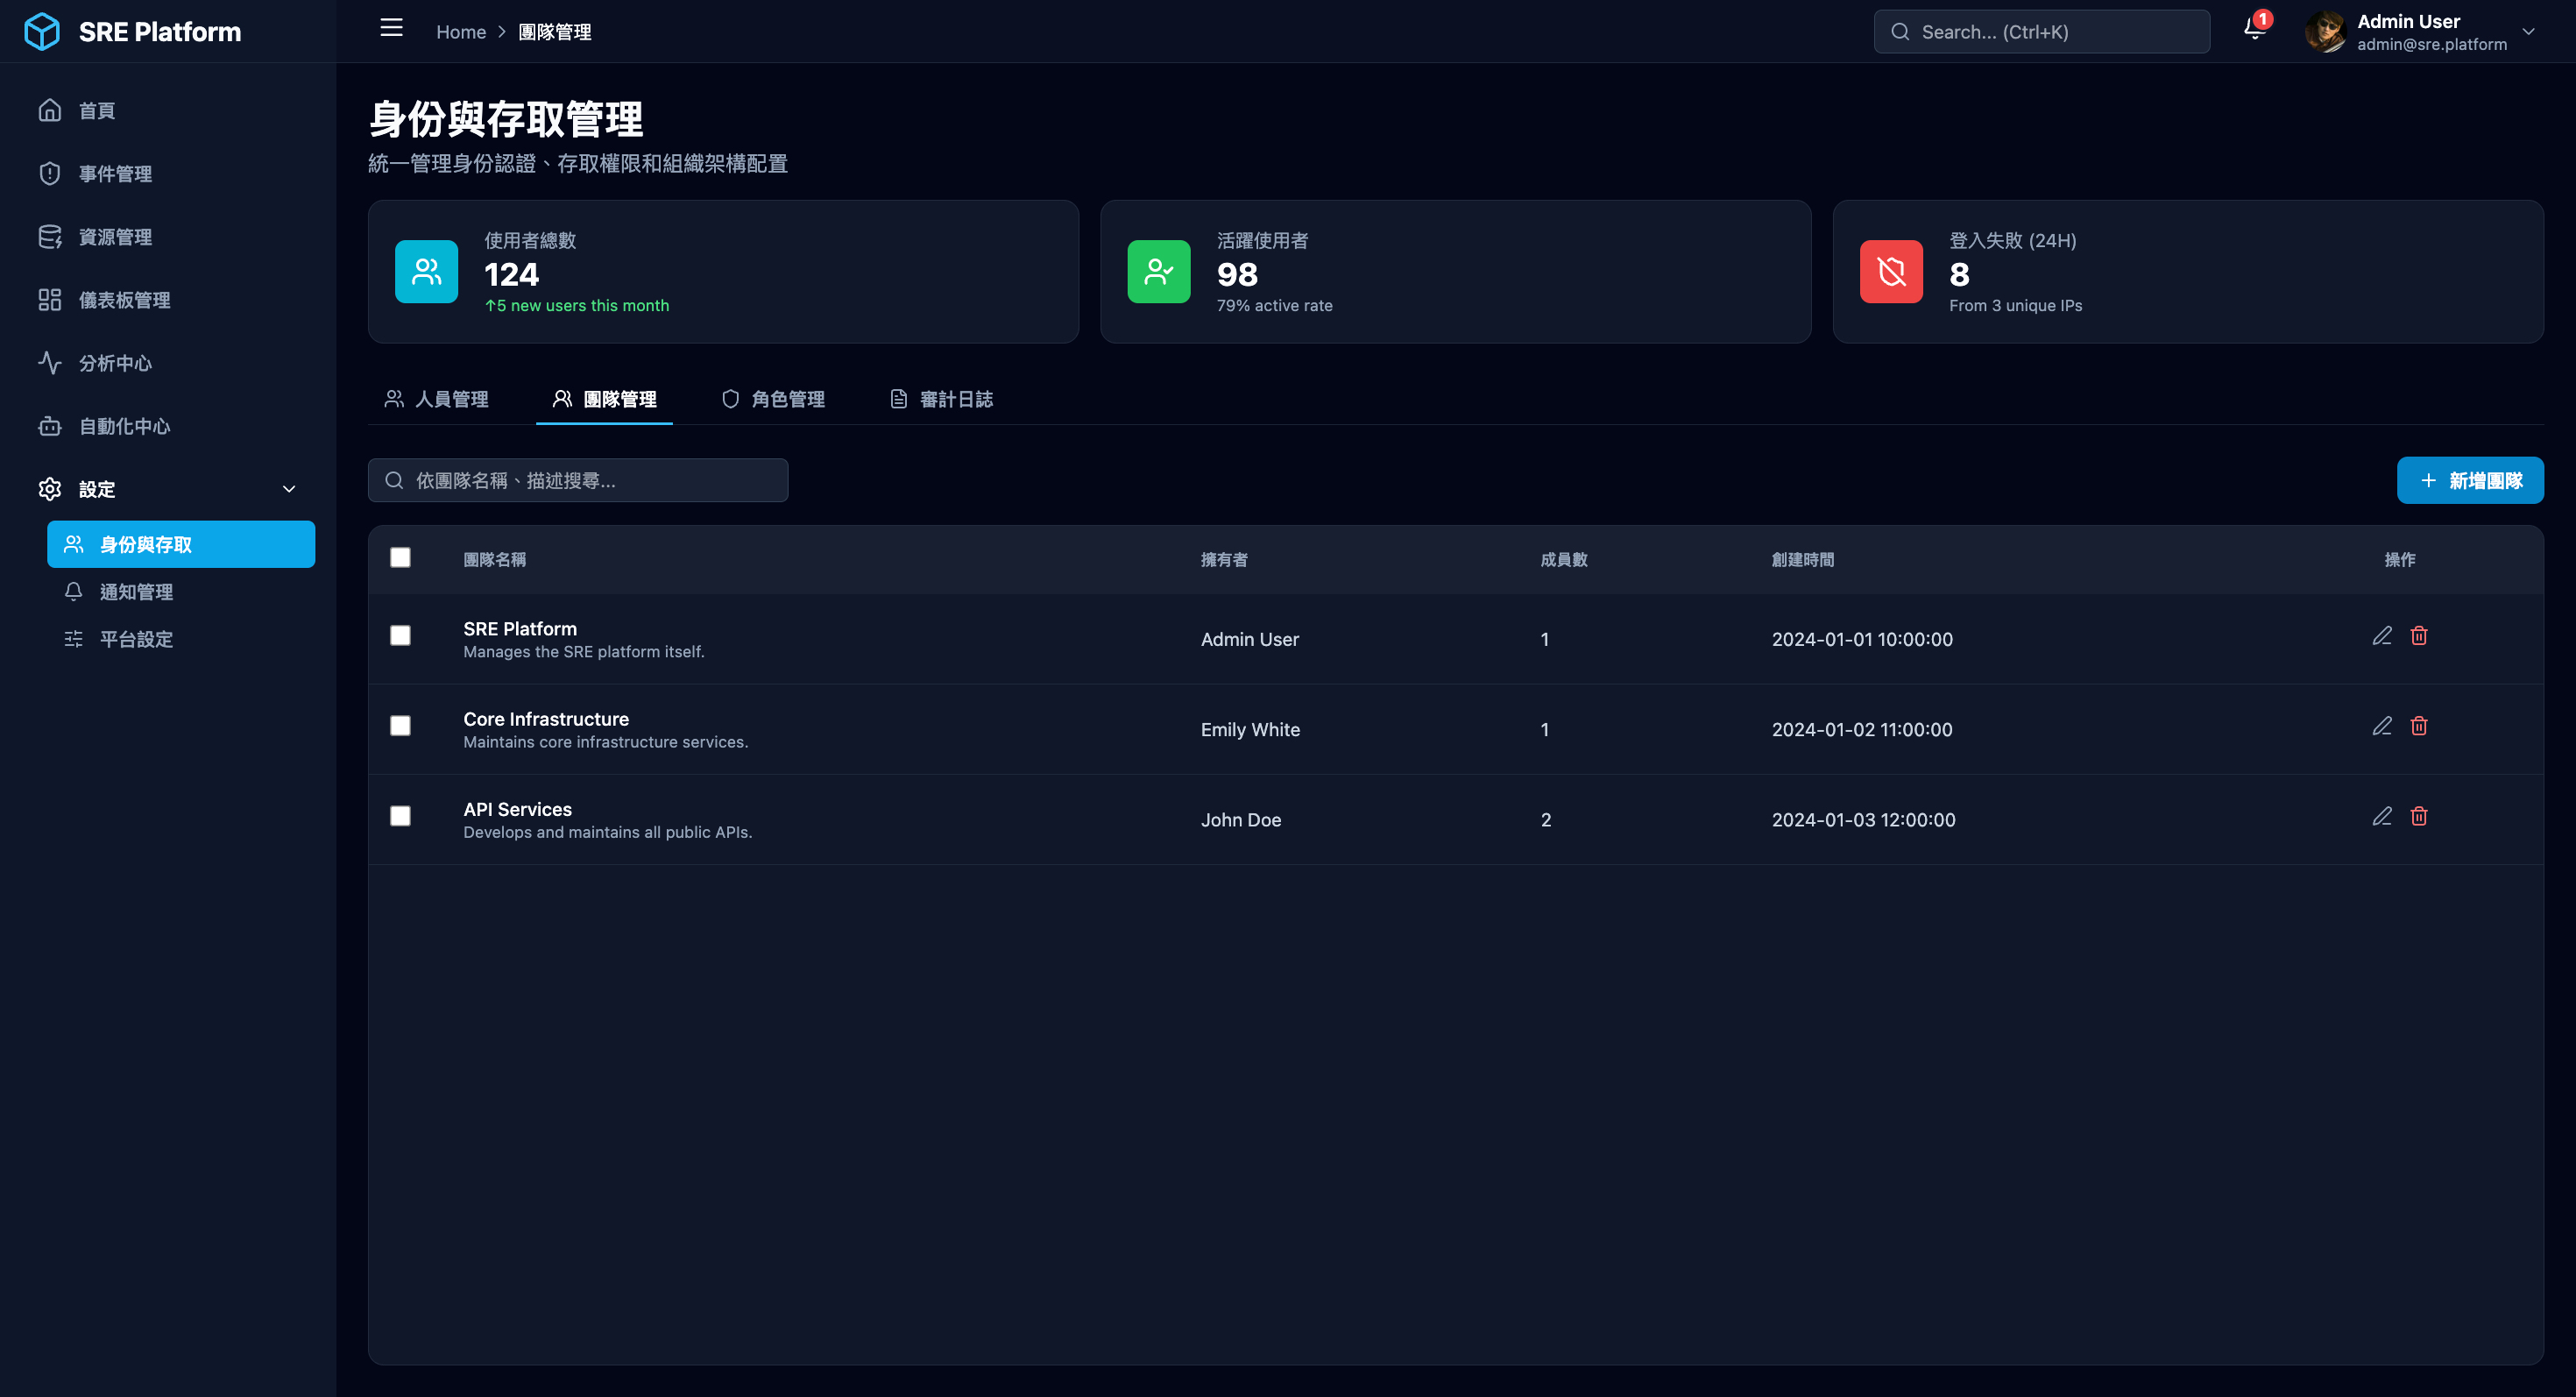 SRE Platform
Home > 團隊管理
Search... (Ctrl+K)
1
Admin User
admin@sre.platform
首頁
事件管理
資源管理
儀表板管理
分析中心
自動化中心
設定
身份與存取
通知管理
平台設定
身份與存取管理
統一管理身份認證、存取權限和組織架構配置
使用者總數
124
↑5 new users this month
活躍使用者
98
79% active rate
登入失敗 (24H)
8
From 3 unique IPs
人員管理 團隊管理 角色管理 審計日誌
依團隊名稱、描述搜尋...
新增團隊
團隊名稱 擁有者 成員數 創建時間 操作
SRE Platform
Manages the SRE platform itself.
Admin User 1 2024-01-01 10:00:00
Core Infrastructure
Maintains core infrastructure services.
Emily White 1 2024-01-02 11:00:00
API Services
Develops and maintains all public APIs.
John Doe 2 2024-01-03 12:00:00